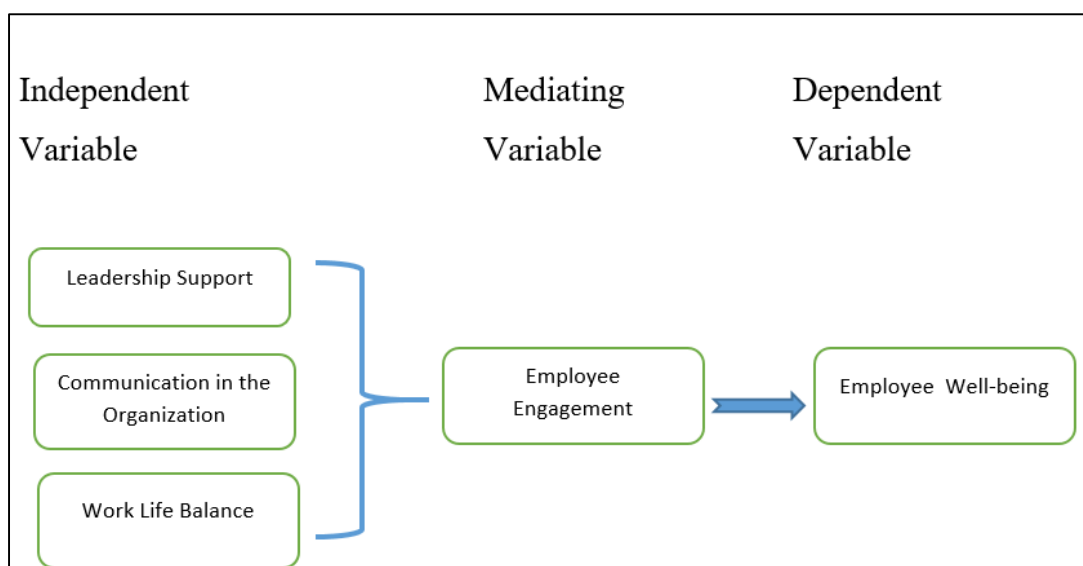 Independent
Variable
Mediating
Variable
Dependent
Variable
Leadership Support
Communication in the
Organization
Work Life Balance
Employee
Engagement
Employee  Well-being